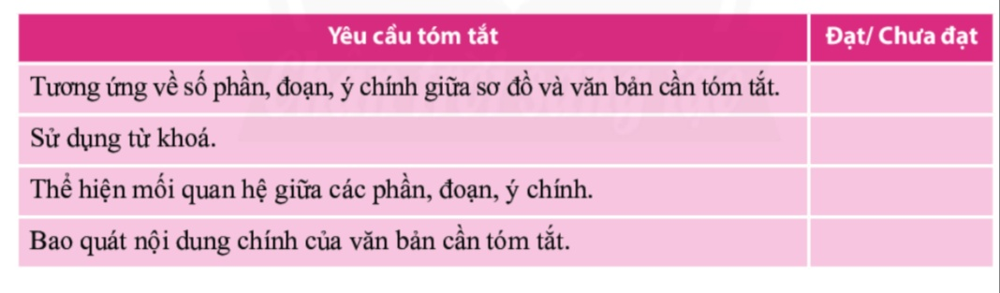 Yêu cầu tóm tắt Đạt/ Chưa đạt
Tương ứng về số phần, đoạn, ý chính giữa sơ đồ và văn bản cần tóm tắt.
Sử dụng từ khoá.
Thể hiện mối quan hệ giữa các phần, đoạn, ý chính.
Bao quát nội dung chính của văn bản cần tóm tắt.